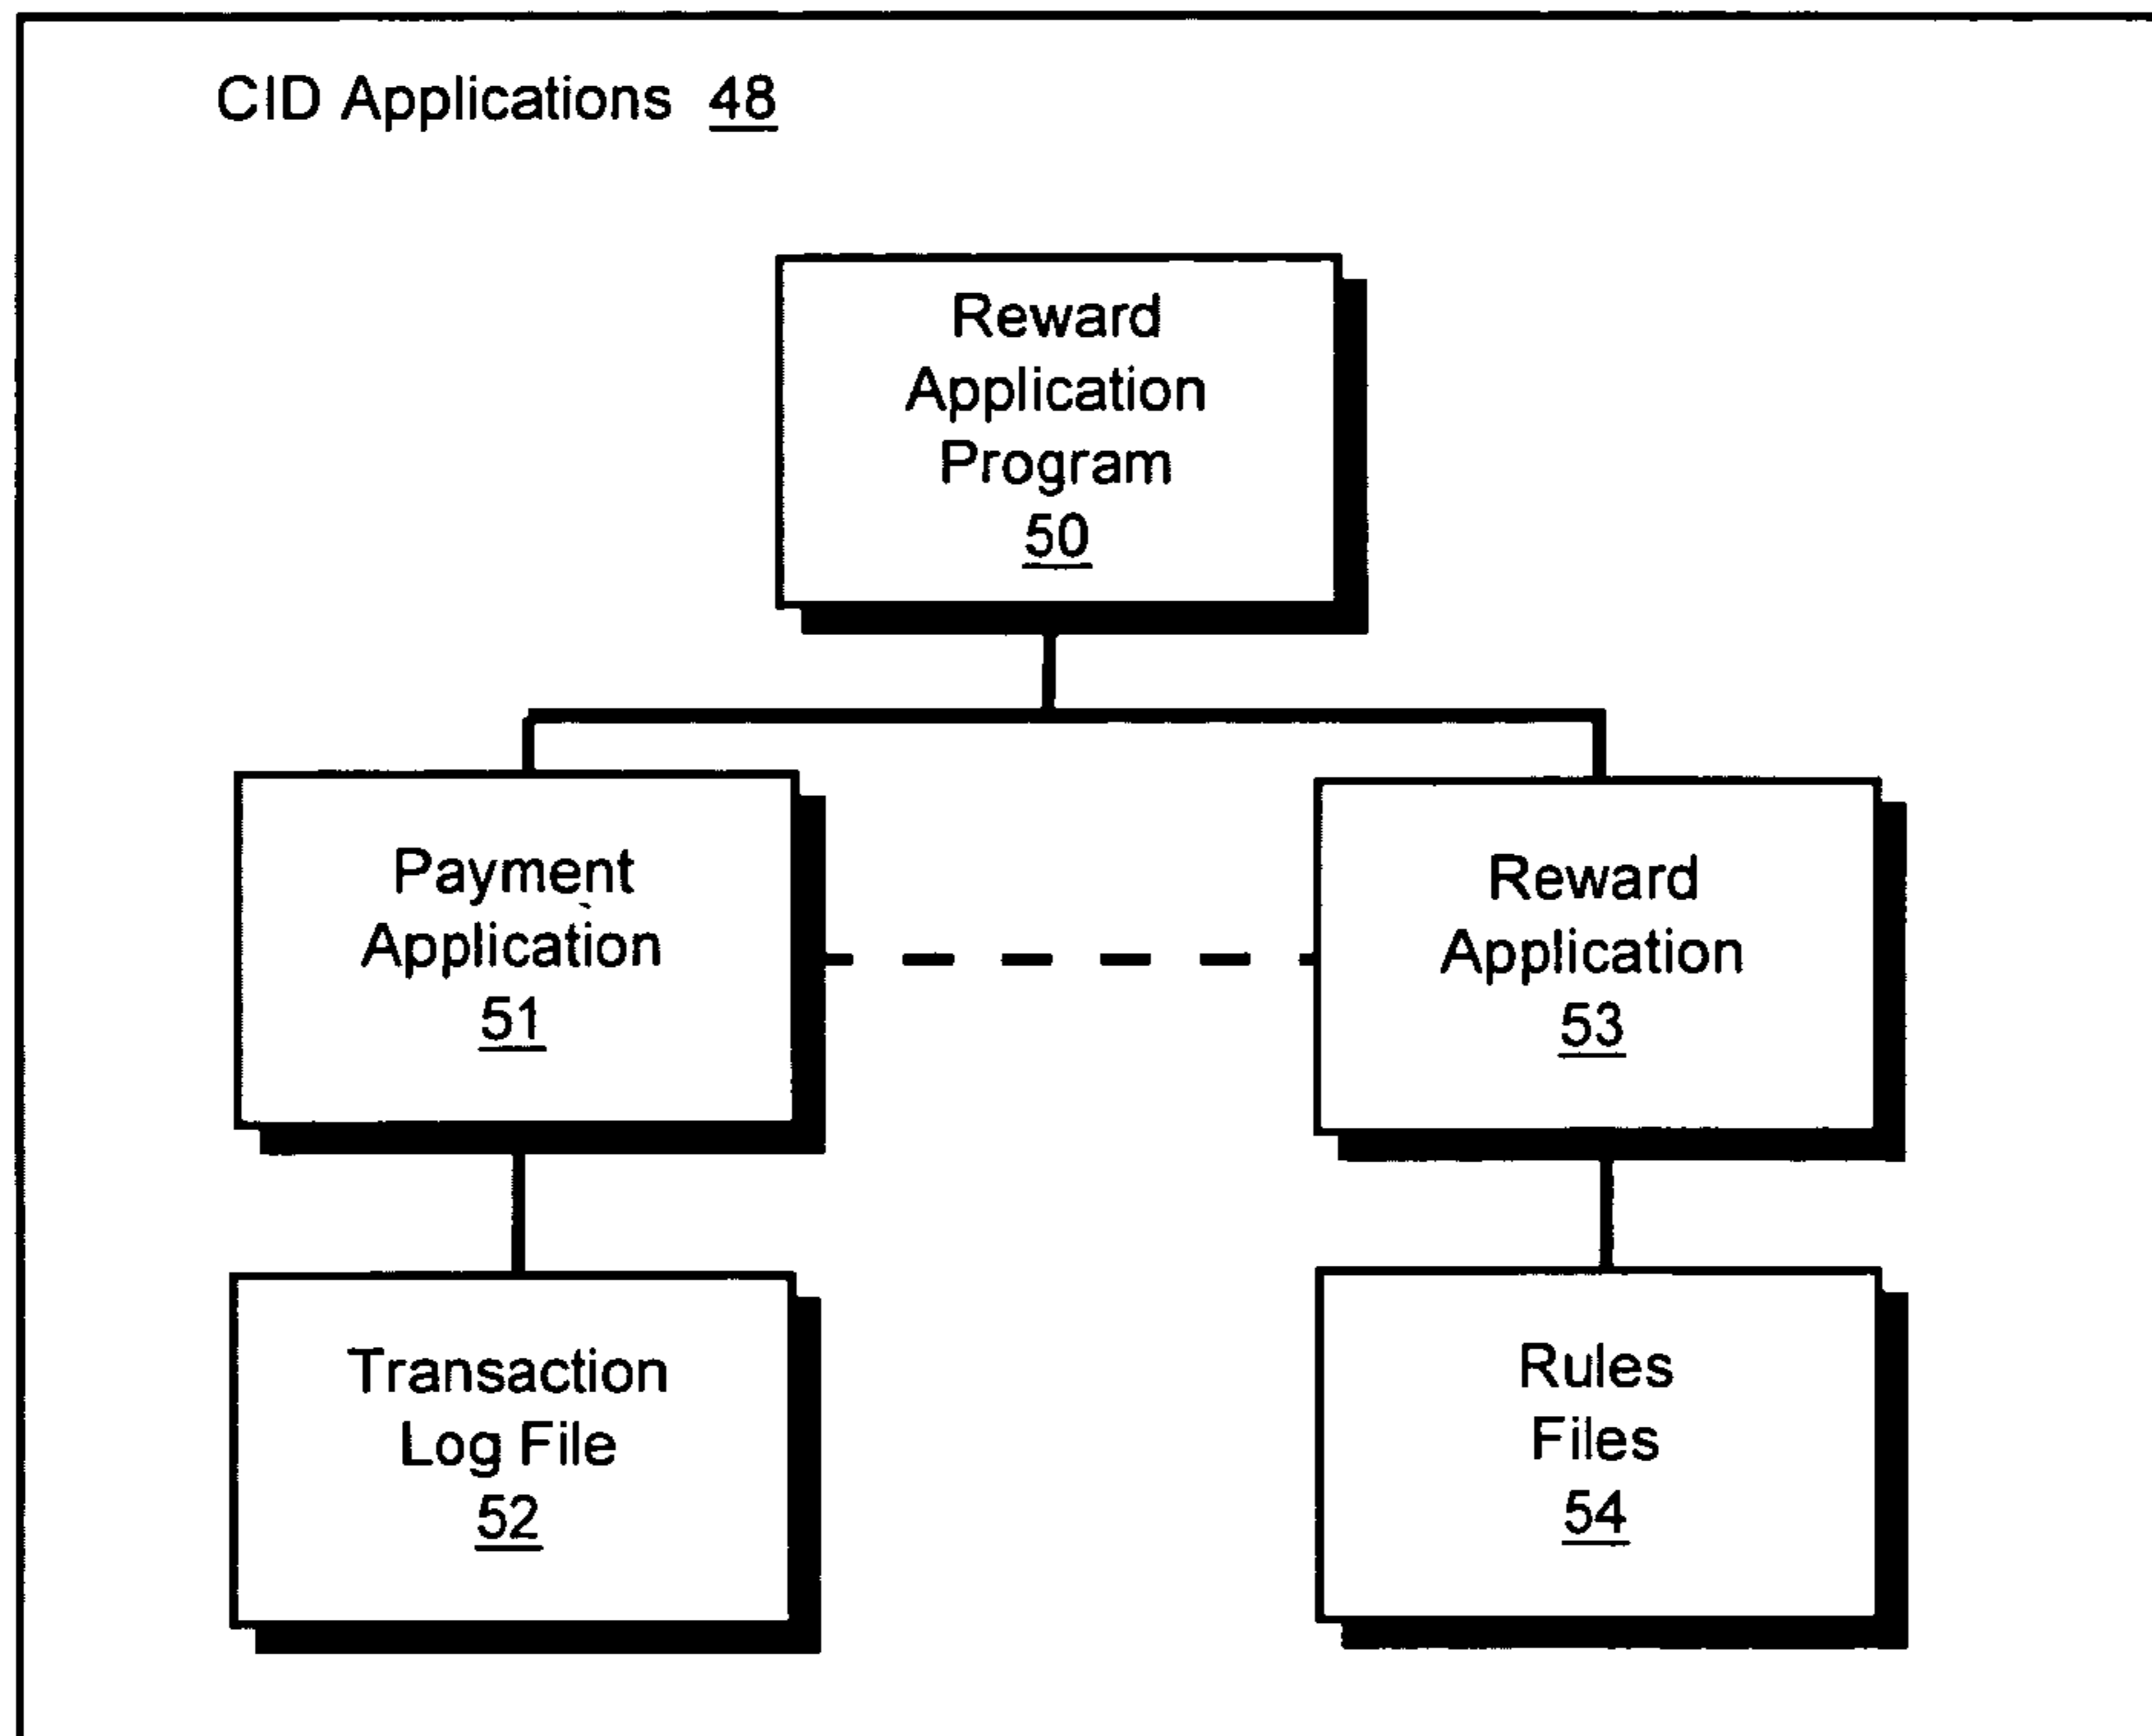 CID Applications 48
Reward
Application
Program
50
Payment
Application
51
Reward
Application
53
Transaction
Log File
52
Rules
Files
54